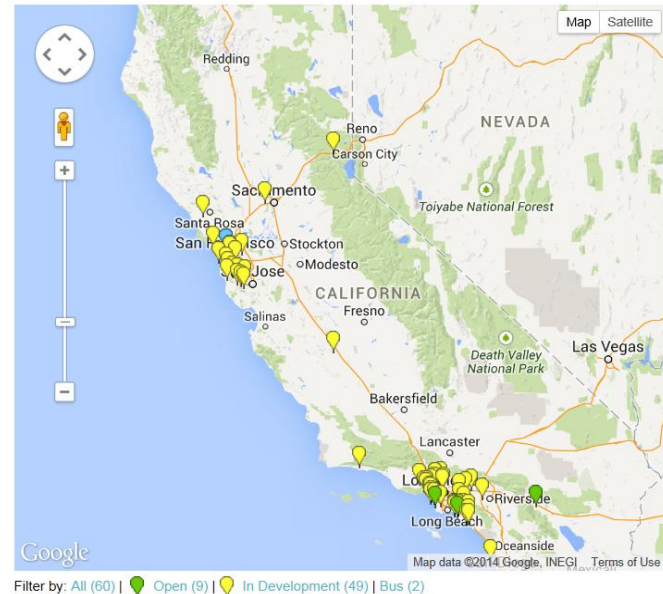 Map Satellite
Redding
Reno
NEVADA
Carson City
Sacramento
Toiyabe National Forest
Santa Rosa
San Francisco
Stockton
Modesto
Jose
CALIFORNIA
Fresno
Salinas
Las Vegas
Death Valley
National Park
Bakersfield
Lancaster
Riverside
Long Beach
Oceanside
Google
Map data ©2014 Google, INEGI Terms of Use
Filter by: All (60) | Open (9) | In Development (49) | Bus (2)